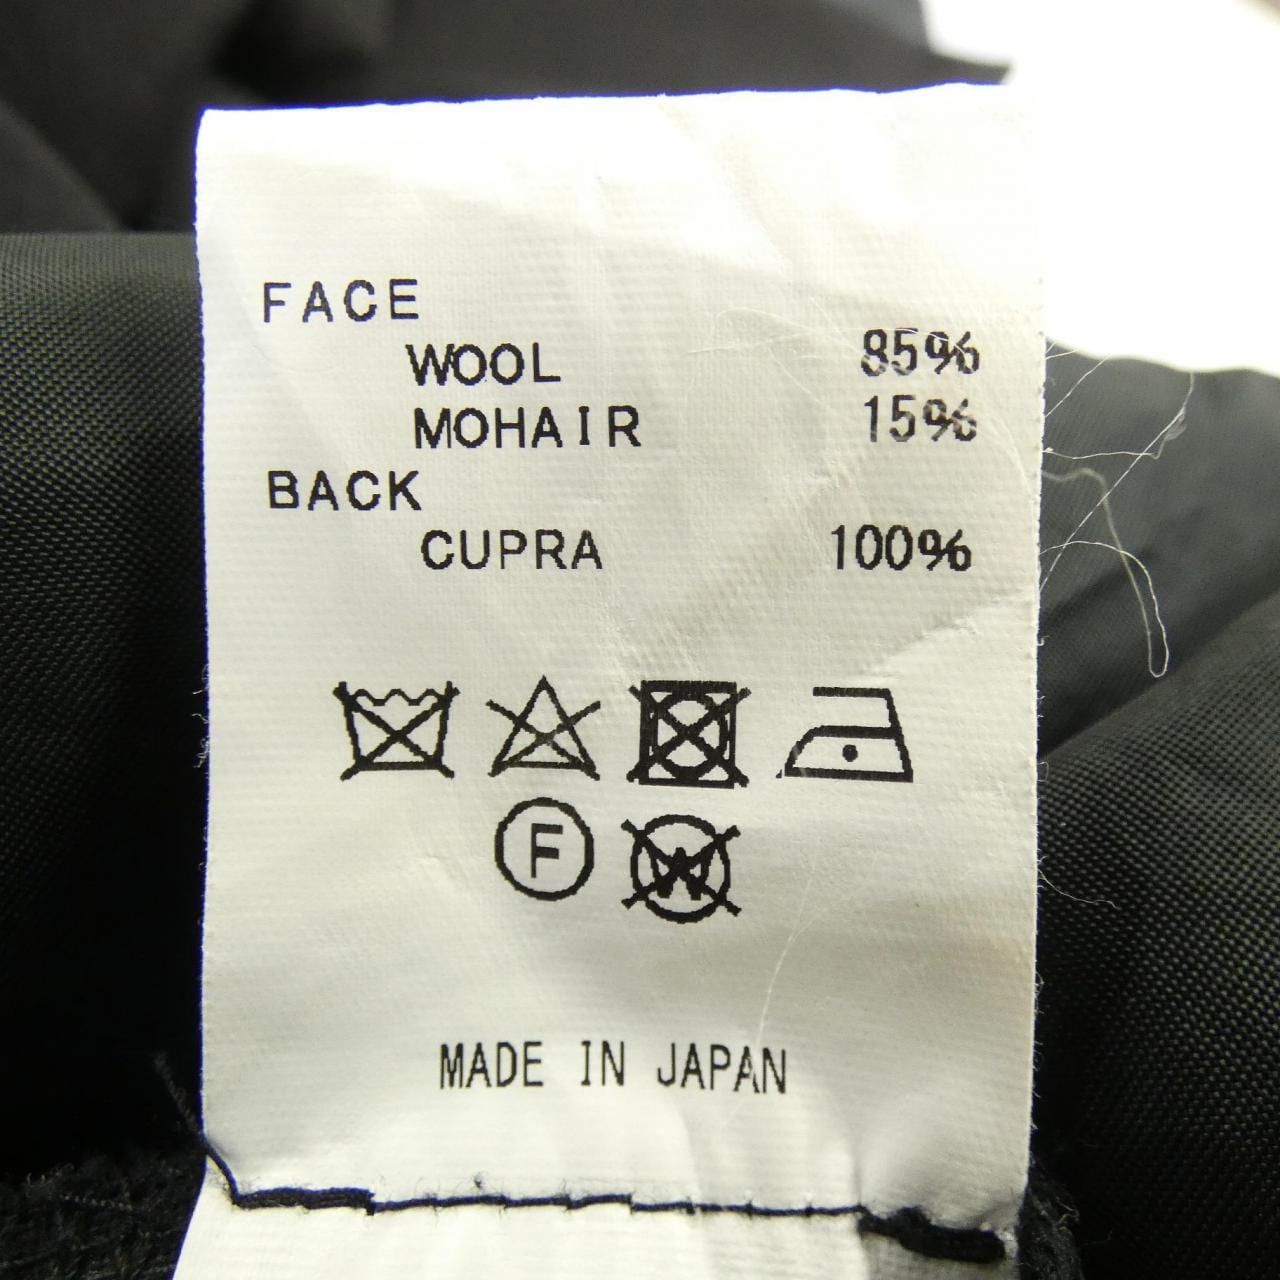 FACE
WOOL 85%
MOHAIR 15%
BACK
CUPRA 100%
F W
MADE IN JAPAN